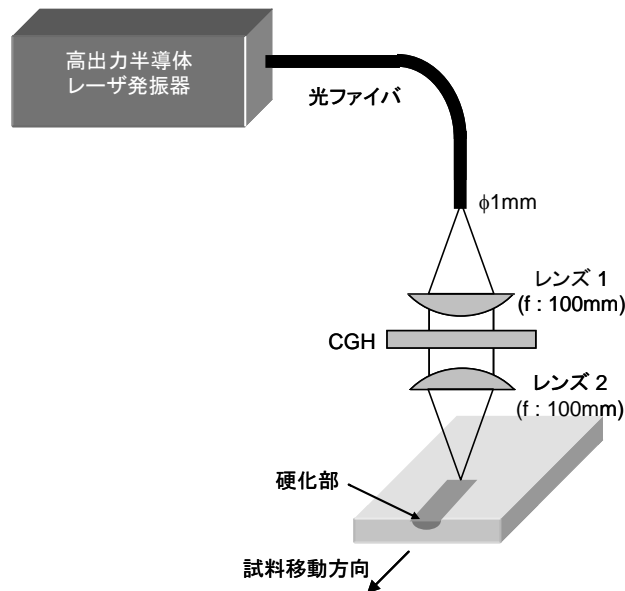 高出力半導体
レーザ発振器
光ファイバ
φ1mm
レンズ 1
(f : 100mm)
CGH
レンズ 2
(f : 100mm)
硬化部
試料移動方向